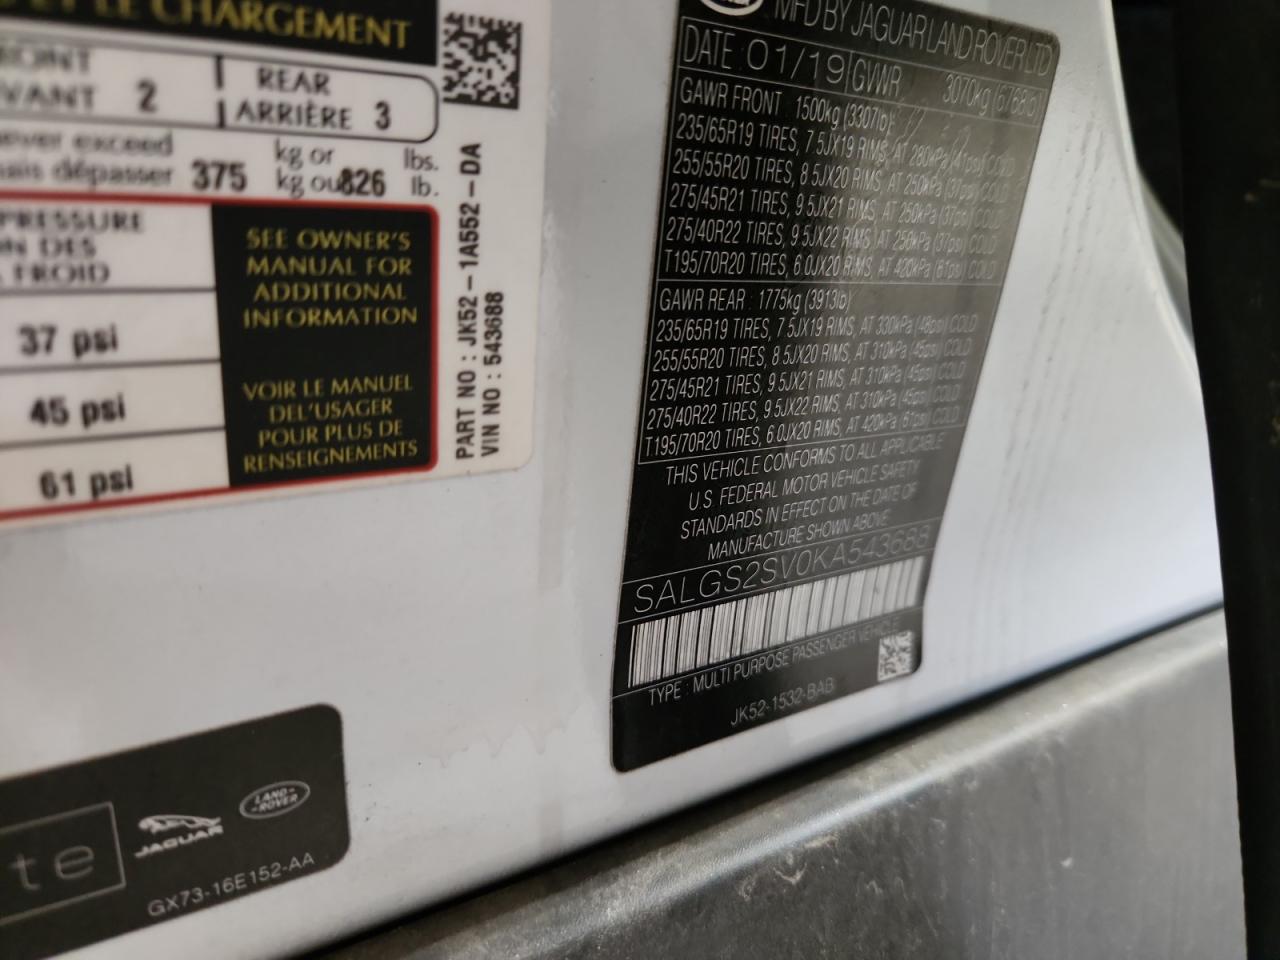 ET LE CHARGEMENT
2
REAR
ARRIÈRE 3
never exceed
kg or
lbs.
dépasser 375
kg ou 826
lb.
PRESSURE
DES
FROID
37 psi
45 psi
61 psi
SEE OWNER'S
MANUAL FOR
ADDITIONAL
INFORMATION
VOIR LE MANUEL
DEL'USAGER
POUR PLUS DE
RENSEIGNEMENTS
PART NO : JK52-1A552-DA
VIN NO : 543688
MFD BY JAGUAR LAND ROVER LTD
DATE : 01/19 GVWR 3070kg (6768lb)
GAWR FRONT : 1500kg (3307lb)
235/65R19 TIRES, 7.5JX19 RIMS, AT 280kPa (41psi) COLD
255/55R20 TIRES, 8.5JX20 RIMS, AT 250kPa (37psi) COLD
275/45R21 TIRES, 9.5JX21 RIMS, AT 250kPa (37psi) COLD
275/40R22 TIRES, 9.5JX22 RIMS, AT 250kPa (37psi) COLD
T195/70R20 TIRES, 6.0JX20 RIMS, AT 420kPa (61psi) COLD
GAWR REAR : 1775kg (3913lb)
235/65R19 TIRES, 7.5JX19 RIMS, AT 330kPa (48psi) COLD
255/55R20 TIRES, 8.5JX20 RIMS, AT 310kPa (45psi) COLD
275/45R21 TIRES, 9.5JX21 RIMS, AT 310kPa (45psi) COLD
275/40R22 TIRES, 9.5JX22 RIMS, AT 310kPa (45psi) COLD
T195/70R20 TIRES, 6.0JX20 RIMS, AT 420kPa (61psi) COLD
THIS VEHICLE CONFORMS TO ALL APPLICABLE
U.S. FEDERAL MOTOR VEHICLE SAFETY
STANDARDS IN EFFECT ON THE DATE OF
MANUFACTURE SHOWN ABOVE
SALGS2SV0KA543688
TYPE : MULTI PURPOSE PASSENGER VEHICLE
JK52-1532-BAB
te
JAGUAR
LAND-
-ROVER
GX73-16E152-AA